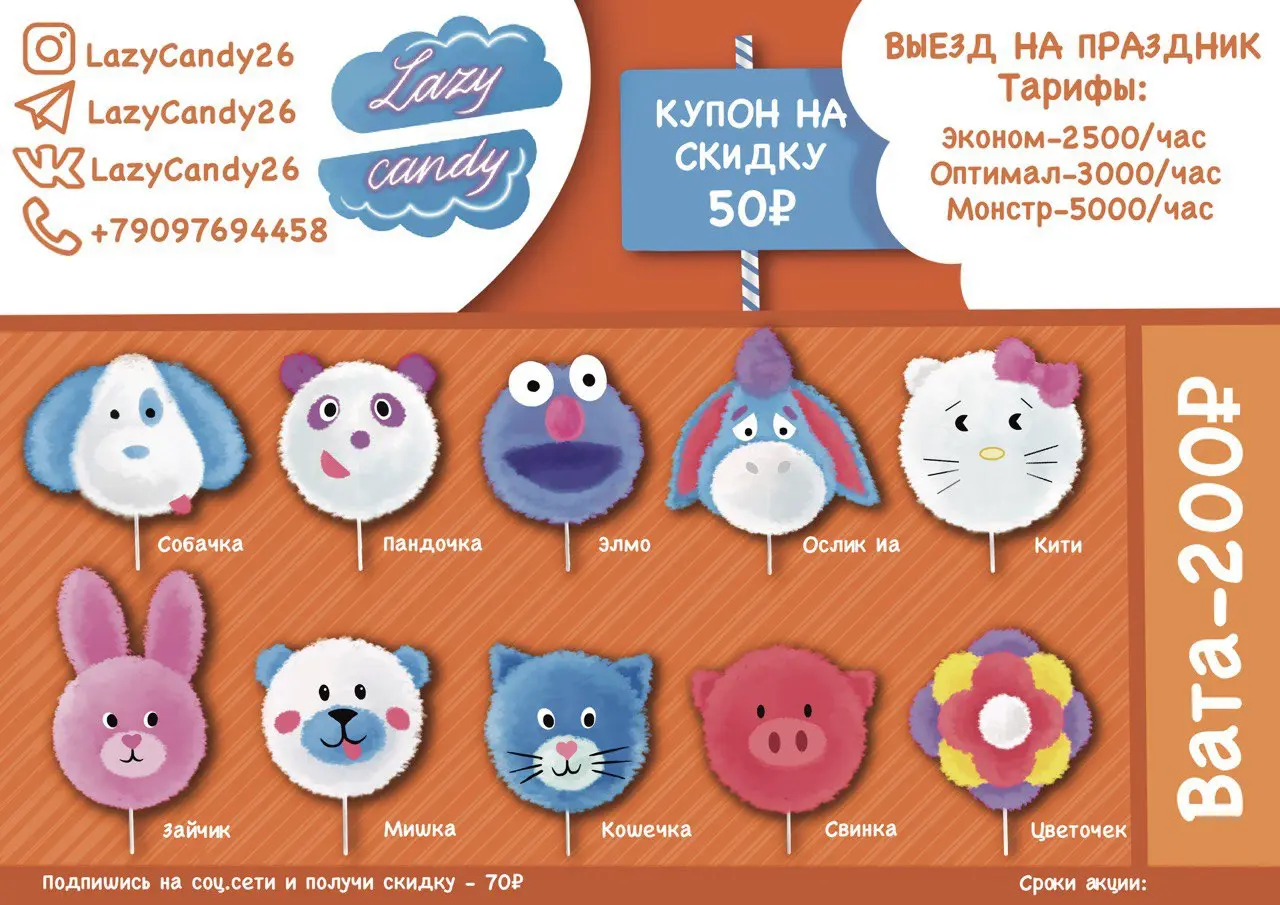 LazyCandy26
LazyCandy26
LazyCandy26
+79097694458
Lazy
candy
КУПОН НА
СКИДКУ
50₽
ВЫЕЗД НА ПРАЗДНИК
Тарифы:
Эконом-2500/час
Оптимал-3000/час
Монстр-5000/час
Собачка
Пандочка
Элмо
Ослик Иа
Кити
Зайчик
Мишка
Кошечка
Свинка
Цветочек
Вата-200₽
Подпишись на соц.сети и получи скидку - 70₽
Сроки акции: